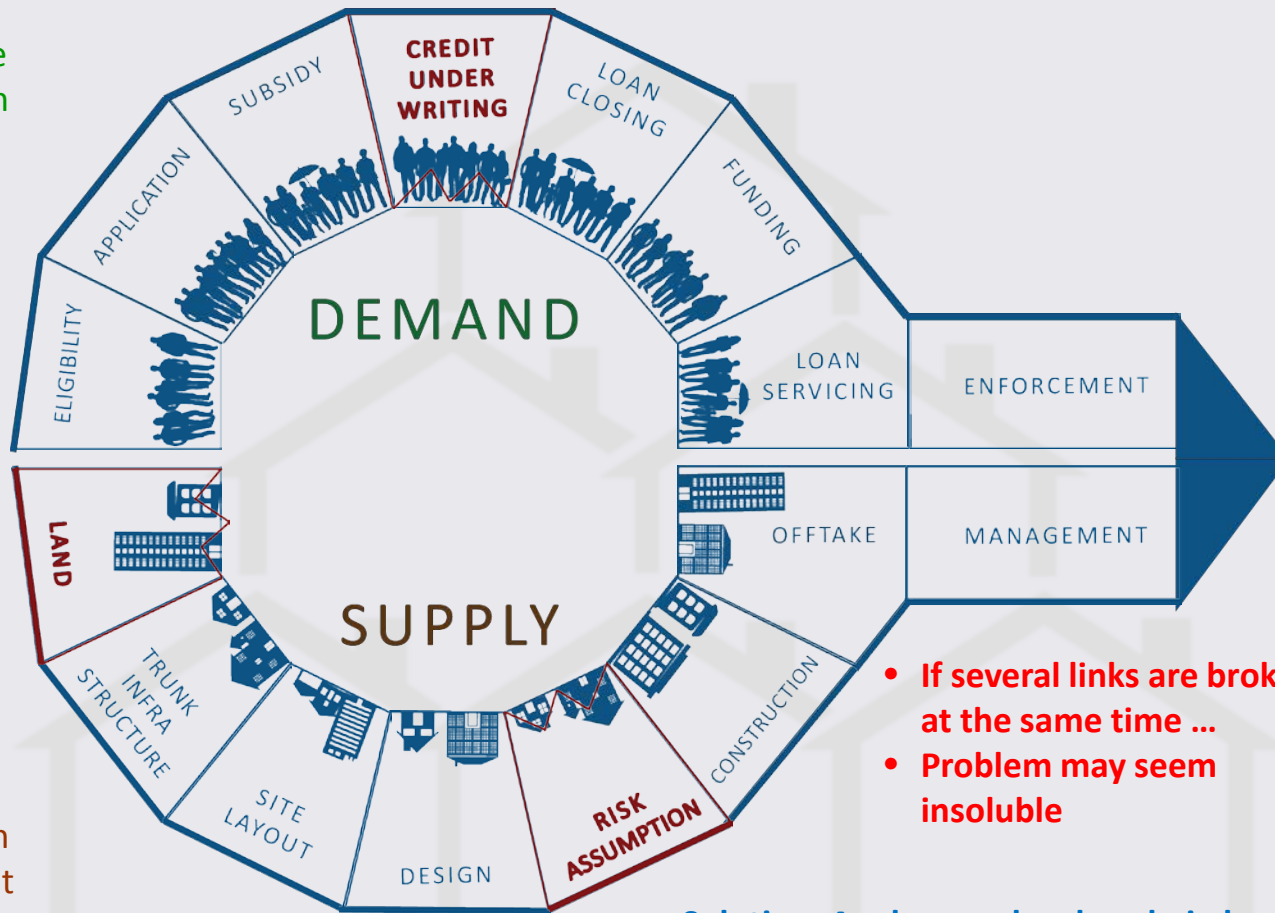 SUBSIDY
CREDIT
UNDER
WRITING
LOAN
CLOSING
APPLICATION
FUNDING
ELIGIBILITY
DEMAND
LOAN
SERVICING
ENFORCEMENT
LAND
OFFTAKE
MANAGEMENT
SUPPLY
TRUNK
INFRA
STRUCTURE
SITE
LAYOUT
DESIGN
RISK
ASSUMPTION
CONSTRUCTION
• If several links are brok
at the same time …
• Problem may seem
insoluble